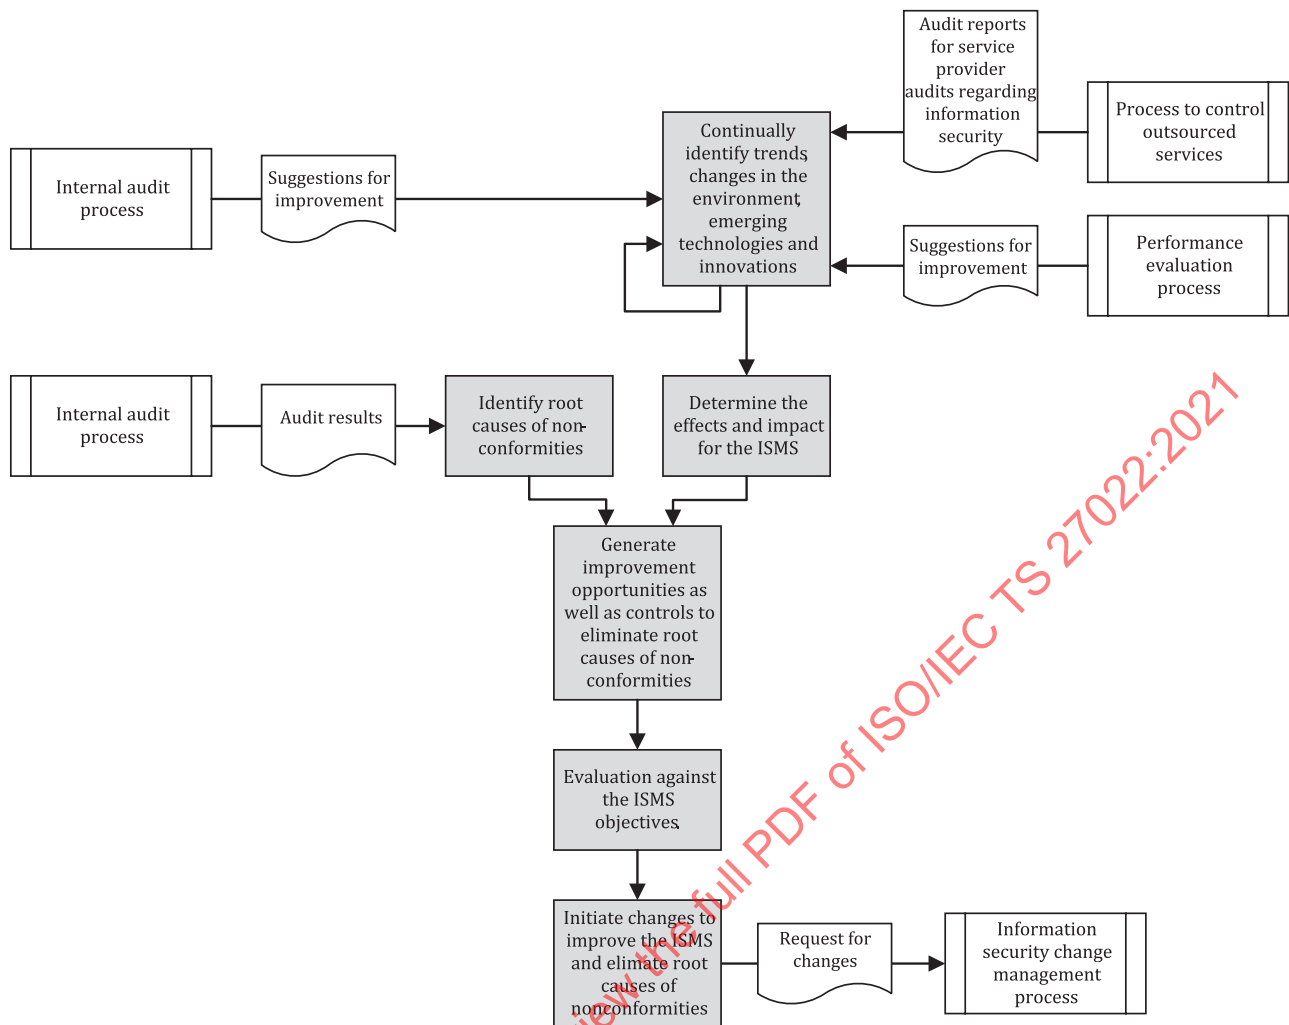 Audit reports
for service
provider
audits regarding
information
security
Process to control
outsourced
services
Continually
identify trends,
changes in the
environment,
emerging
technologies and
innovations
Internal audit
process
Suggestions for
improvement
Suggestions for
improvement
Performance
evaluation
process
Internal audit
process
Audit results
Identify root
causes of non-
conformities
Determine the
effects and impact
for the ISMS
Generate
improvement
opportunities as
well as controls to
eliminate root
causes of non-
conformities
Evaluation against
the ISMS
objectives.
Initiate changes to
improve the ISMS
and elimate root
causes of
nonconformities
Request for
changes
Information
security change
management
process
iew the full PDF of ISO/IEC TS 27022:2021